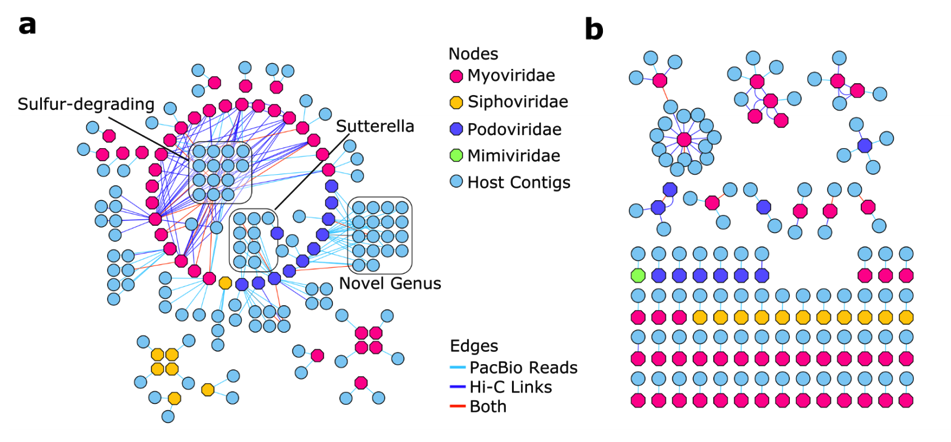 a
b
Nodes
Myoviridae
Siphoviridae
Podoviridae
Mimiviridae
Host Contigs
Sulfur-degrading
Sutterella
Novel Genus
Edges
PacBio Reads
Hi-C Links
Both